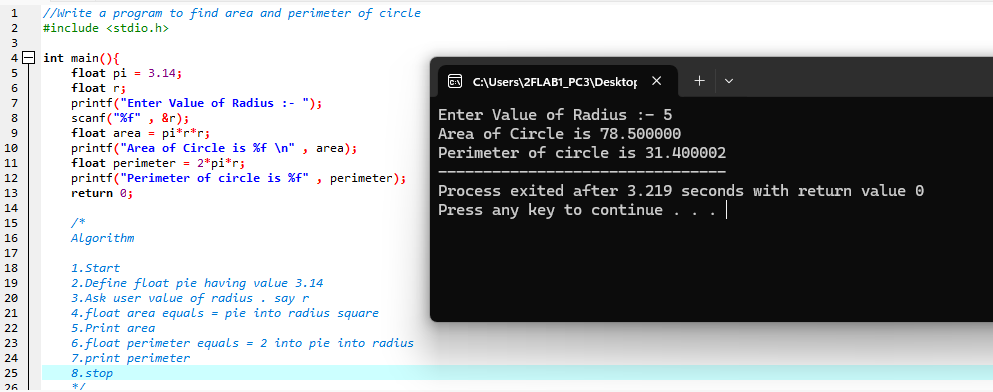 1 //Write a program to find area and perimeter of circle
2 #include <stdio.h>
3
4 int main(){
5 float pi = 3.14;
6 float r;
7 printf("Enter Value of Radius :- ");
8 scanf("%f" , &r);
9 float area = pi*r*r;
10 printf("Area of Circle is %f \n" , area);
11 float perimeter = 2*pi*r;
12 printf("Perimeter of circle is %f" , perimeter);
13 return 0;
14
15 /*
16 Algorithm
17
18 1.Start
19 2.Define float pie having value 3.14
20 3.Ask user value of radius . say r
21 4.float area equals = pie into radius square
22 5.Print area
23 6.float perimeter equals = 2 into pie into radius
24 7.print perimeter
25 8.stop
26 */
C:\Users\2FLAB1_PC3\Desktop
Enter Value of Radius :- 5
Area of Circle is 78.500000
Perimeter of circle is 31.400002
--------------------------------
Process exited after 3.219 seconds with return value 0
Press any key to continue . . .